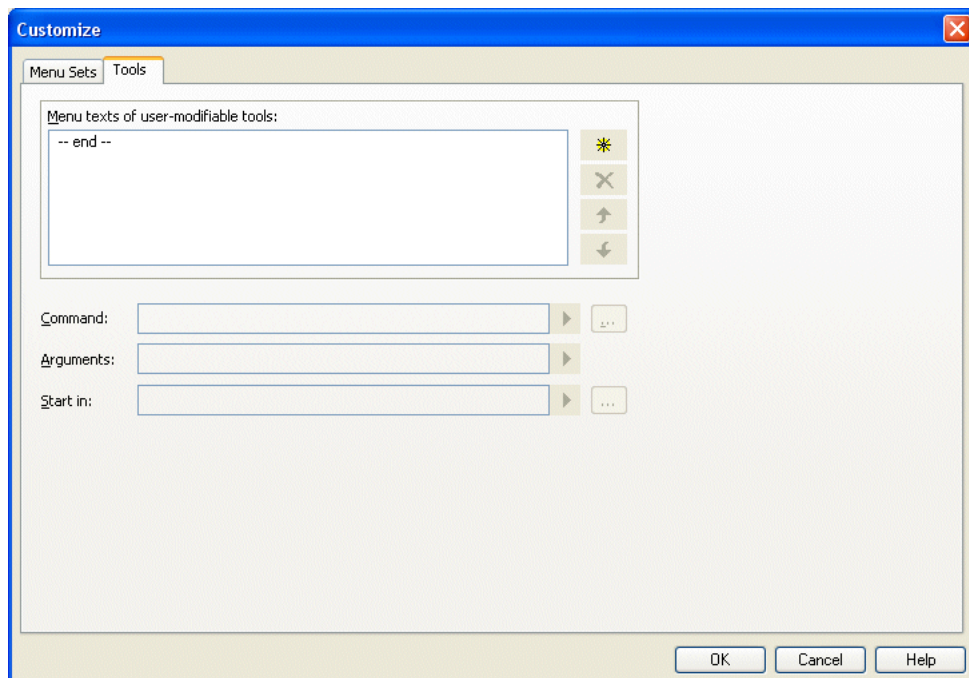 Customize
Menu Sets
Tools
Menu texts of user-modifiable tools:
-- end --
Command:
...
Arguments:
Start in:
...
OK
Cancel
Help